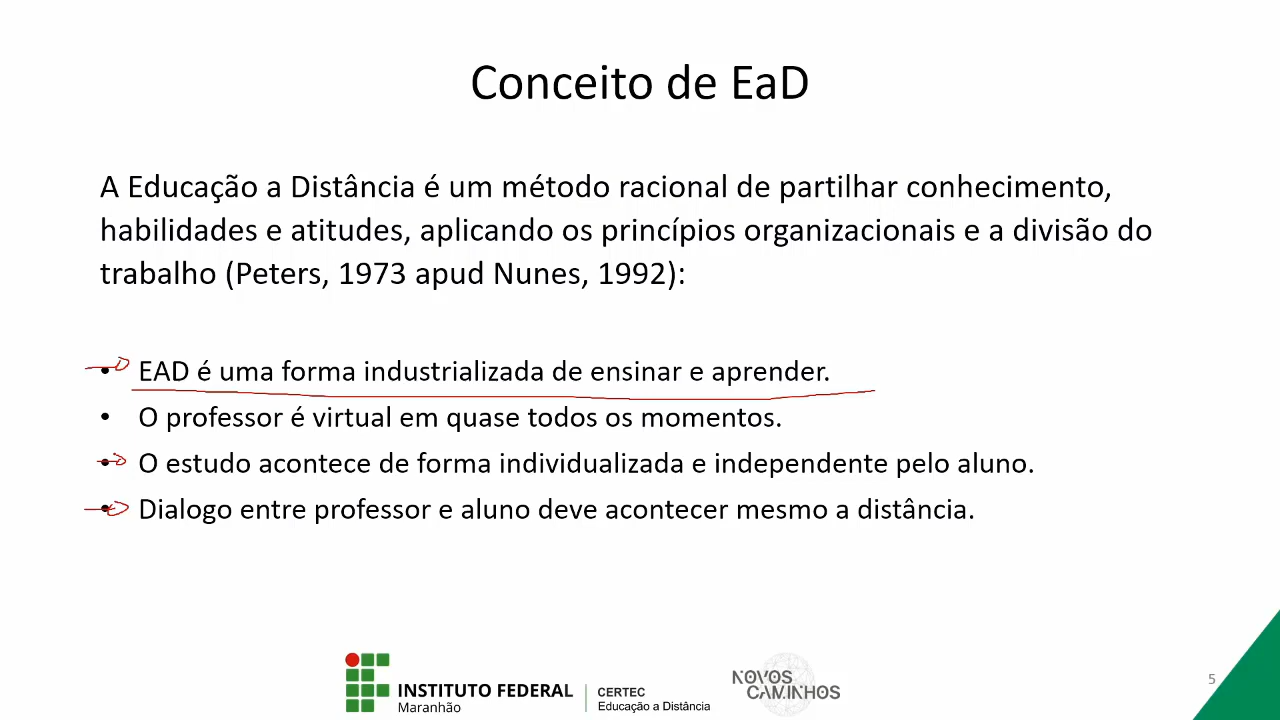 Conceito de EaD
A Educação a Distância é um método racional de partilhar conhecimento,
habilidades e atitudes, aplicando os princípios organizacionais e a divisão do
trabalho (Peters, 1973 apud Nunes, 1992):
• EAD é uma forma industrializada de ensinar e aprender.
• O professor é virtual em quase todos os momentos.
• O estudo acontece de forma individualizada e independente pelo aluno.
• Dialogo entre professor e aluno deve acontecer mesmo a distância.
INSTITUTO FEDERAL
Maranhão
CERTEC
Educação a Distância
NOVOS
CAMINHOS
5